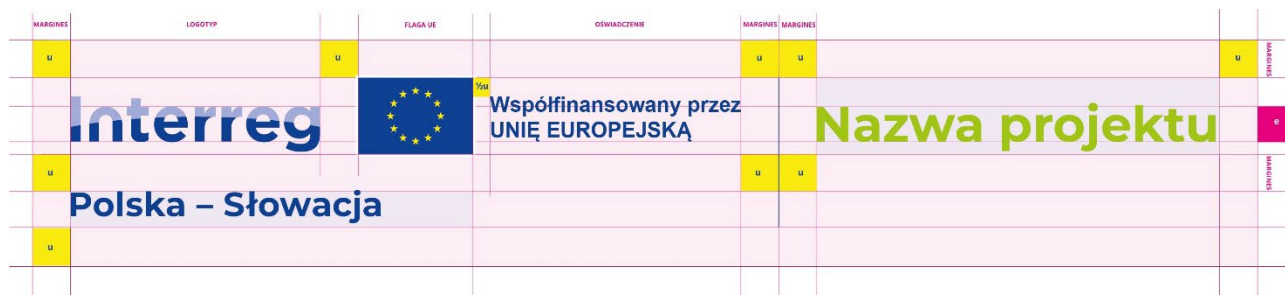 MARGINES LOGOTYP FLAGA UE OŚWIADCZENIE MARGINES MARGINES
u u u u u MARGINES
½u
Interreg Współfinansowany przez UNIĘ EUROPEJSKĄ Nazwa projektu e
u u u MARGINES
Polska – Słowacja
u